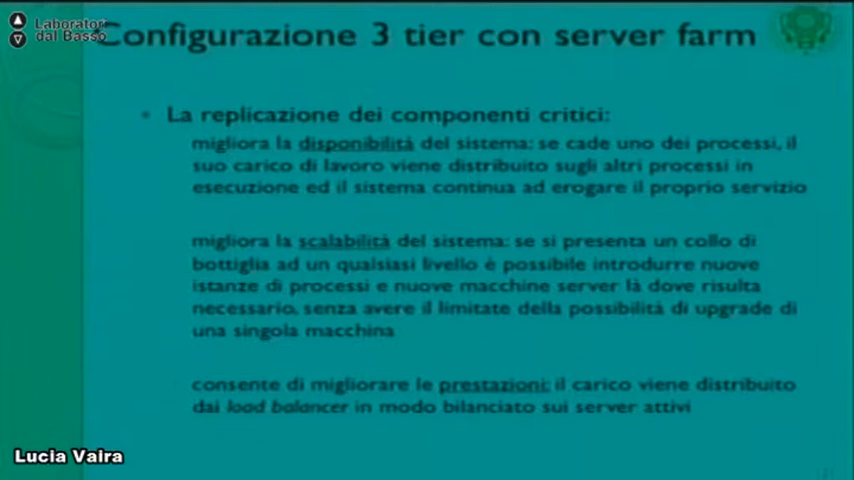 Laboratori
dal Basso
Configurazione 3 tier con server farm
La replicazione dei componenti critici:
migliora la disponibilità del sistema: se cade uno dei processi, il
suo carico di lavoro viene distribuito sugli altri processi in
esecuzione ed il sistema continua ad erogare il proprio servizio
migliora la scalabilità del sistema: se si presenta un collo di
bottiglia ad un qualsiasi livello è possibile introdurre nuove
istanze di processi e nuove macchine server là dove risulta
necessario, senza avere il limitate della possibilità di upgrade di
una singola macchina
consente di migliorare le prestazioni: il carico viene distribuito
dai load balancer in modo bilanciato sui server attivi
Lucia Vaira